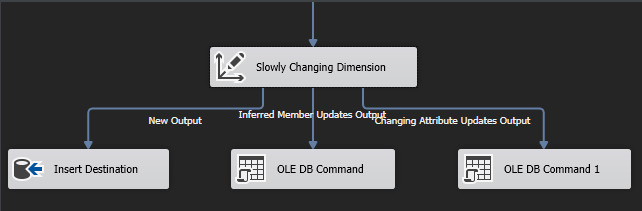 Slowly Changing Dimension
New Output
Inferred Member Updates Output
Changing Attribute Updates Output
Insert Destination
OLE DB Command
OLE DB Command 1